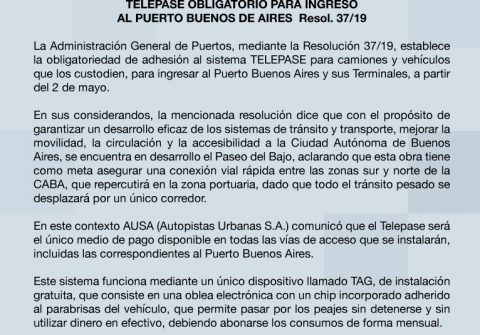 TELEPASE OBLIGATORIO PARA INGRESO
AL PUERTO BUENOS DE AIRES Resol. 37/19
La Administración General de Puertos, mediante la Resolución 37/19, establece
la obligatoriedad de adhesión al sistema TELEPASE para camiones y vehículos
que los custodien, para ingresar al Puerto Buenos Aires y sus Terminales, a partir
del 2 de mayo.
En sus considerandos, la mencionada resolución dice que con el propósito de
garantizar un desarrollo eficaz de los sistemas de tránsito y transporte, mejorar la
movilidad, la circulación y la accesibilidad a la Ciudad Autónoma de Buenos
Aires, se encuentra en desarrollo el Paseo del Bajo, aclarando que esta obra tiene
como meta asegurar una conexión vial rápida entre las zonas sur y norte de la
CABA, que repercutirá en la zona portuaria, dado que todo el tránsito pesado se
desplazará por un único corredor.
En este contexto AUSA (Autopistas Urbanas S.A.) comunicó que el Telepase será
el único medio de pago disponible en todas las vías de acceso que se instalarán,
incluidas las correspondientes al Puerto Buenos Aires.
Este sistema funciona mediante un único dispositivo llamado TAG, de instalación
gratuita, que consiste en una oblea electrónica con un chip incorporado adherido
al parabrisas del vehículo, que permite pasar por los peajes sin detenerse y sin
utilizar dinero en efectivo, debiendo abonarse los consumos de forma mensual.